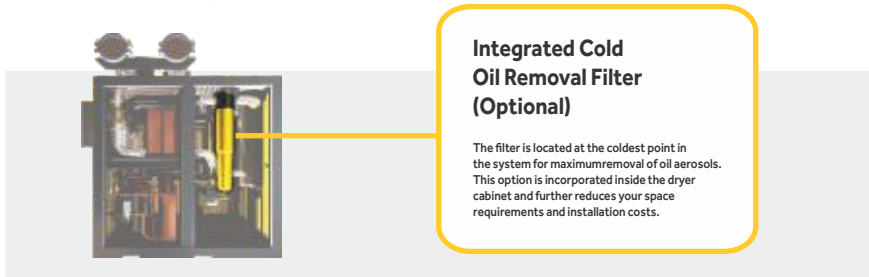 Integrated Cold
Oil Removal Filter
(Optional)
The filter is located at the coldest point in
the system for maximumremoval of oil aerosols.
This option is incorporated inside the dryer
cabinet and further reduces your space
requirements and installation costs.